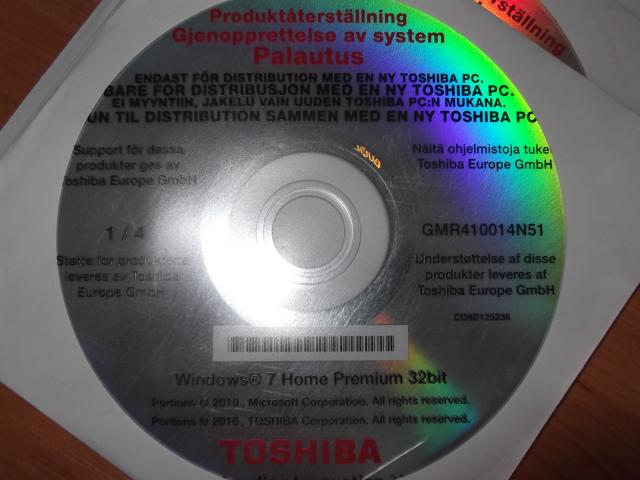 Produktåterställning
Gjenopprettelse av system
Palautus
ENDAST FÖR DISTRIBUTION MED EN NY TOSHIBA PC.
BARE FOR DISTRIBUSJON MED EN NY TOSHIBA PC.
EI MYYNTIIN, JAKELU VAIN UUDEN TOSHIBA PC:N MUKANA.
UN TIL DISTRIBUTION SAMMEN MED EN NY TOSHIBA PC
Support för dessa
produkter ges av
Toshiba Europe GmbH
Näitä ohjelmistoja tuke
Toshiba Europe GmbH
1 / 4
GMR410014N51
Støtte for produktene
leveres av Toshiba
Europe GmbH
Understøttelse af disse
produkter leveres af
Toshiba Europe GmbH
CD9D125236
Windows® 7 Home Premium 32bit
Portions © 2010, Microsoft Corporation. All rights reserved.
Portions © 2010, TOSHIBA Corporation. All rights reserved.
TOSHIBA